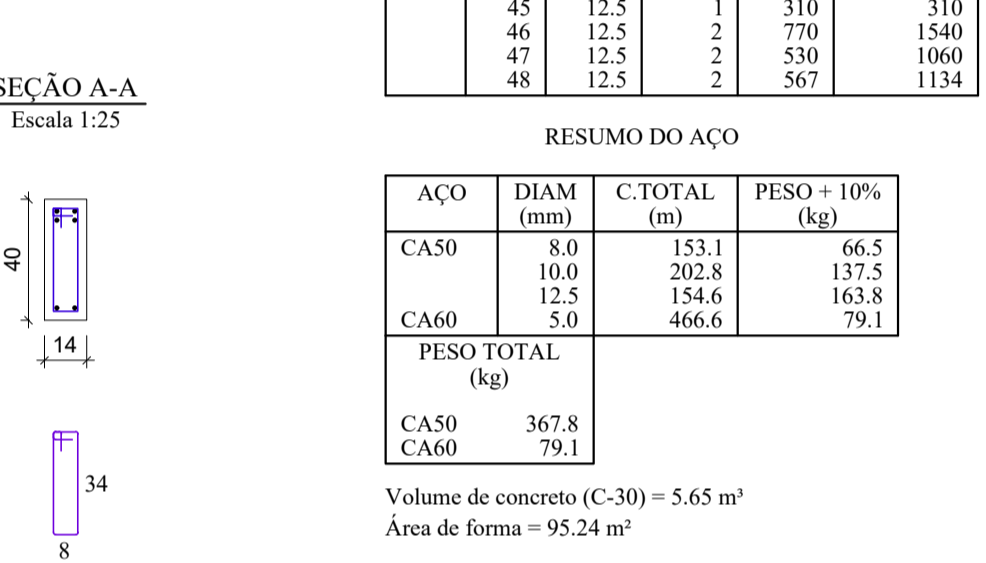 45 12.5 1 310 310
46 12.5 2 770 1540
47 12.5 2 530 1060
48 12.5 2 567 1134
SEÇÃO A-A
Escala 1:25
40
14
34
8
RESUMO DO AÇO
AÇO DIAM C.TOTAL PESO + 10%
(mm) (m) (kg)
CA50 8.0 153.1 66.5
10.0 202.8 137.5
12.5 154.6 163.8
CA60 5.0 466.6 79.1
PESO TOTAL
(kg)
CA50 367.8
CA60 79.1
Volume de concreto (C-30) = 5.65 m³
Área de forma = 95.24 m²